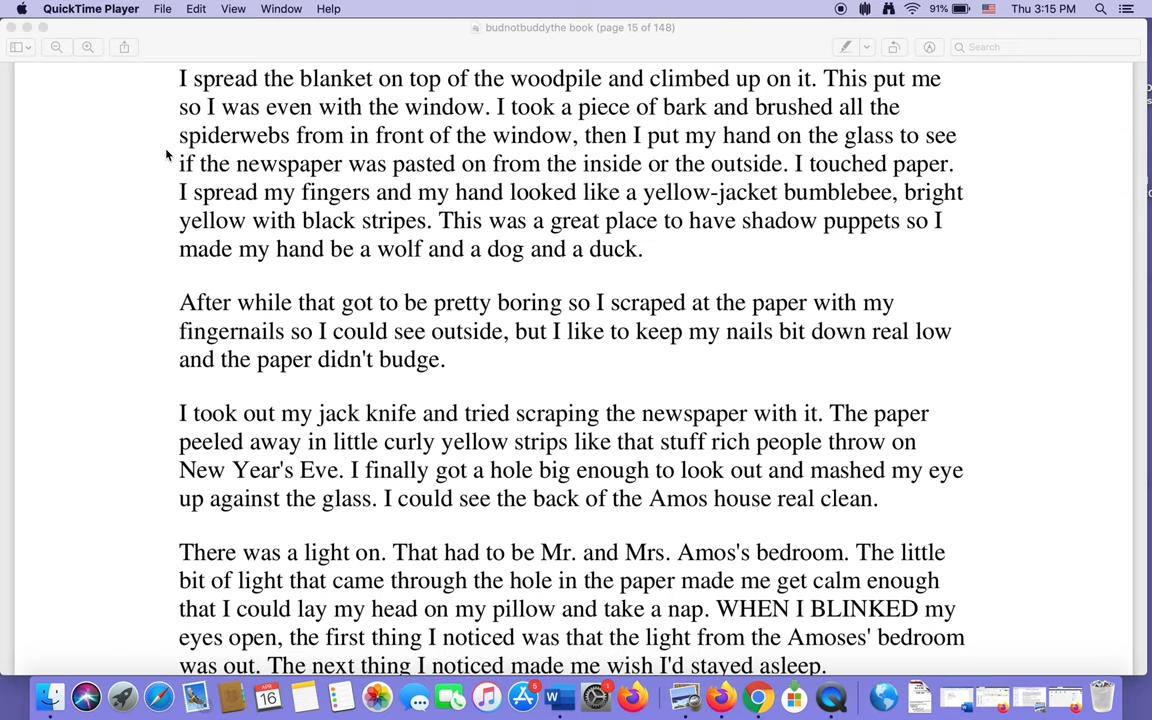 QuickTime Player File Edit View Window Help 91% Thu 3:15 PM
budnotbuddythe book (page 15 of 148)
Search
I spread the blanket on top of the woodpile and climbed up on it. This put me
so I was even with the window. I took a piece of bark and brushed all the
spiderwebs from in front of the window, then I put my hand on the glass to see
if the newspaper was pasted on from the inside or the outside. I touched paper.
I spread my fingers and my hand looked like a yellow-jacket bumblebee, bright
yellow with black stripes. This was a great place to have shadow puppets so I
made my hand be a wolf and a dog and a duck.
After while that got to be pretty boring so I scraped at the paper with my
fingernails so I could see outside, but I like to keep my nails bit down real low
and the paper didn't budge.
I took out my jack knife and tried scraping the newspaper with it. The paper
peeled away in little curly yellow strips like that stuff rich people throw on
New Year's Eve. I finally got a hole big enough to look out and mashed my eye
up against the glass. I could see the back of the Amos house real clean.
There was a light on. That had to be Mr. and Mrs. Amos's bedroom. The little
bit of light that came through the hole in the paper made me get calm enough
that I could lay my head on my pillow and take a nap. WHEN I BLINKED my
eyes open, the first thing I noticed was that the light from the Amoses' bedroom
was out. The next thing I noticed made me wish I'd stayed asleep.
APR
16
5
W
1